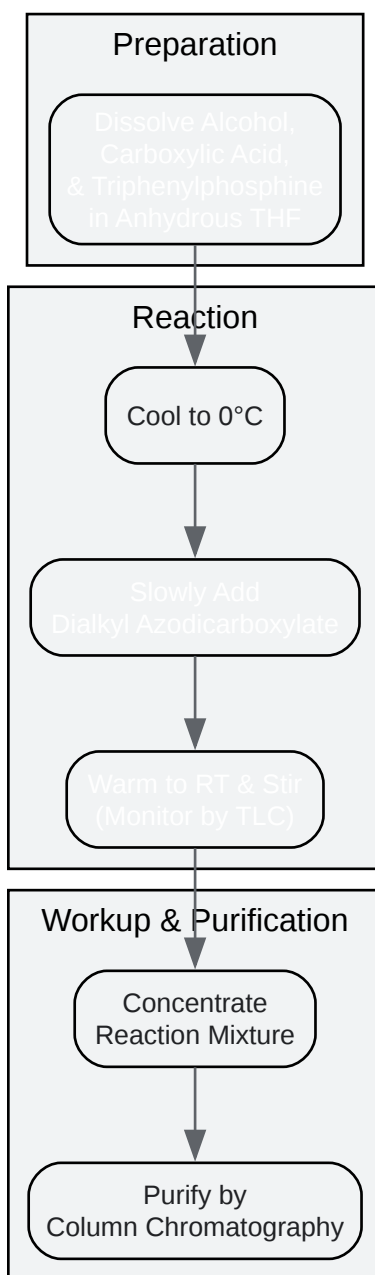 Preparation
Dissolve Alcohol,
Carboxylic Acid,
& Triphenylphosphine
in Anhydrous THF
Reaction
Cool to 0°C
Slowly Add
Dialkyl Azodicarboxylate
Warm to RT & Stir
(Monitor by TLC)
Workup & Purification
Concentrate
Reaction Mixture
Purify by
Column Chromatography